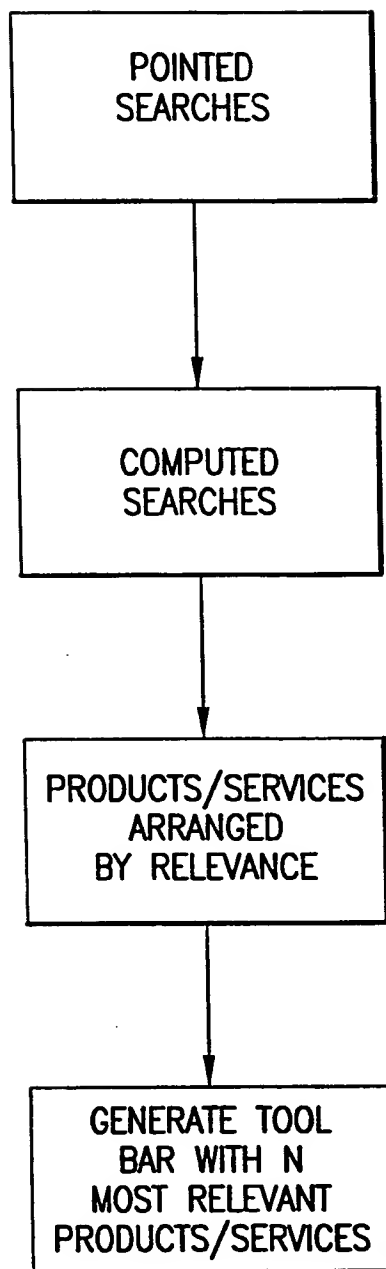 POINTED
SEARCHES
COMPUTED
SEARCHES
PRODUCTS/SERVICES
ARRANGED
BY RELEVANCE
GENERATE TOOL
BAR WITH N
MOST RELEVANT
PRODUCTS/SERVICES